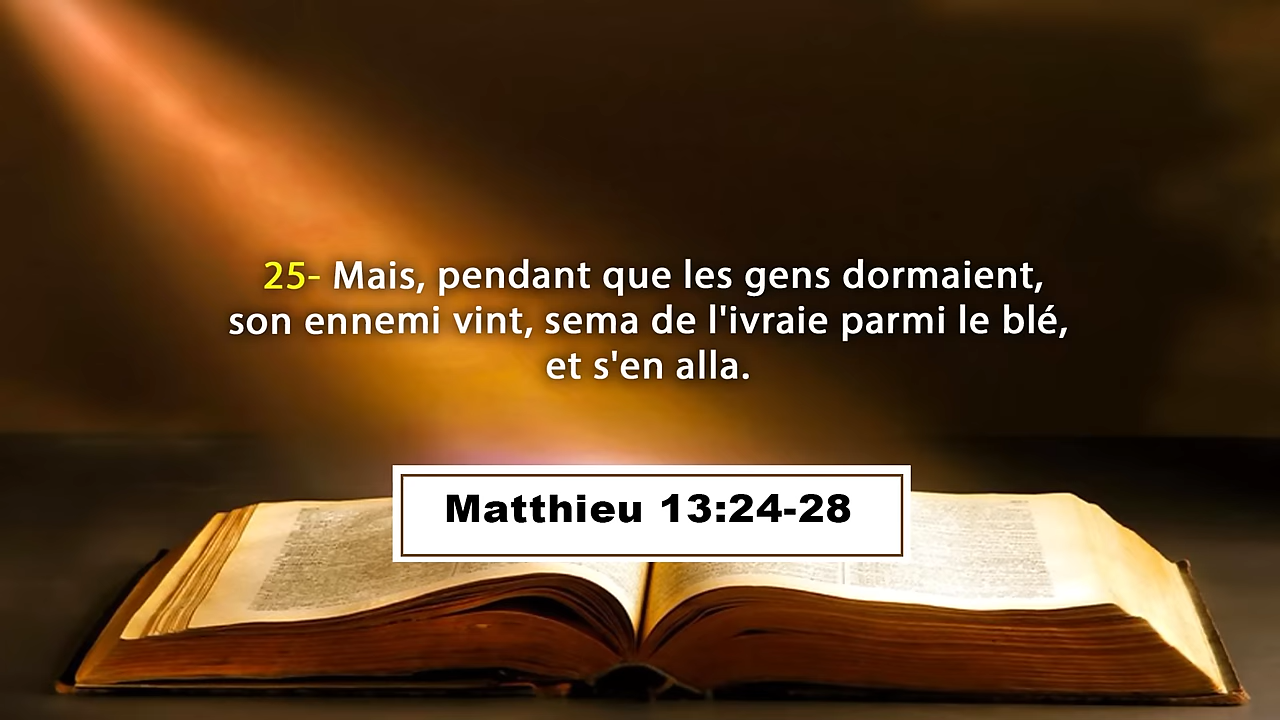 25- Mais, pendant que les gens dormaient,
son ennemi vint, sema de l'ivraie parmi le blé,
et s'en alla.
Matthieu 13:24-28